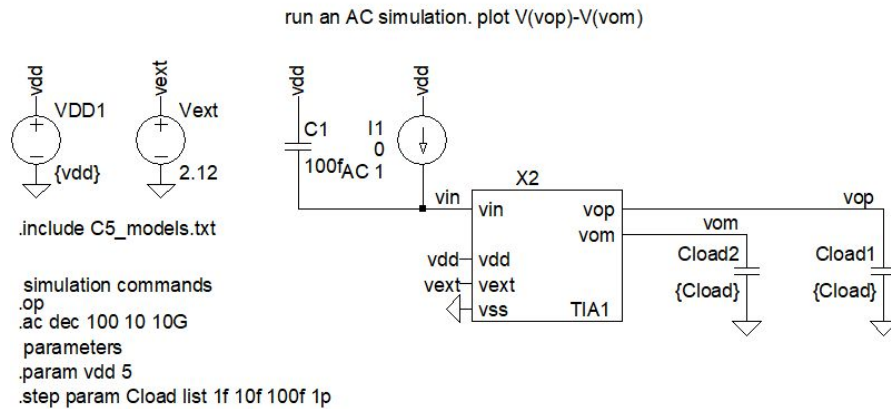 run an AC simulation. plot V(vop)-V(vom)
vdd
vext
vdd
vdd
VDD1
Vext
C1
I1
0
{vdd}
2.12
100f
AC 1
X2
vin
vin
vop
vop
vom
vom
.include C5_models.txt
Cload2
Cload1
vdd
vdd
vext
vext
{Cload}
{Cload}
vss
TIA1
simulation commands
.op
.ac dec 100 10 10G
parameters
.param vdd 5
.step param Cload list 1f 10f 100f 1p